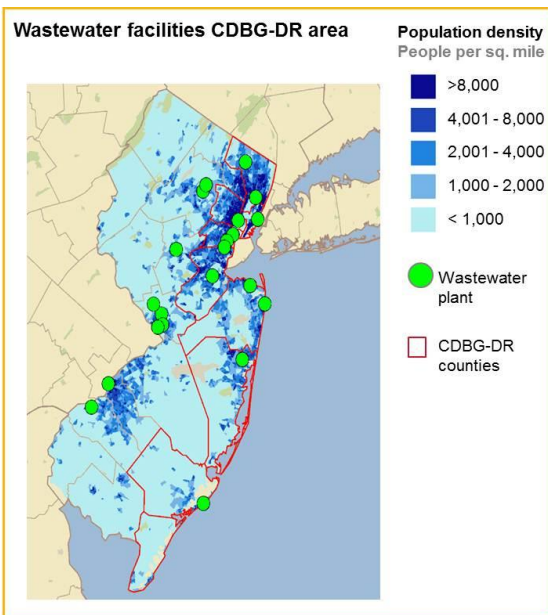 Wastewater facilities CDBG-DR area
Population density
People per sq. mile
>8,000
4,001 - 8,000
2,001 - 4,000
1,000 - 2,000
< 1,000
Wastewater
plant
CDBG-DR
counties